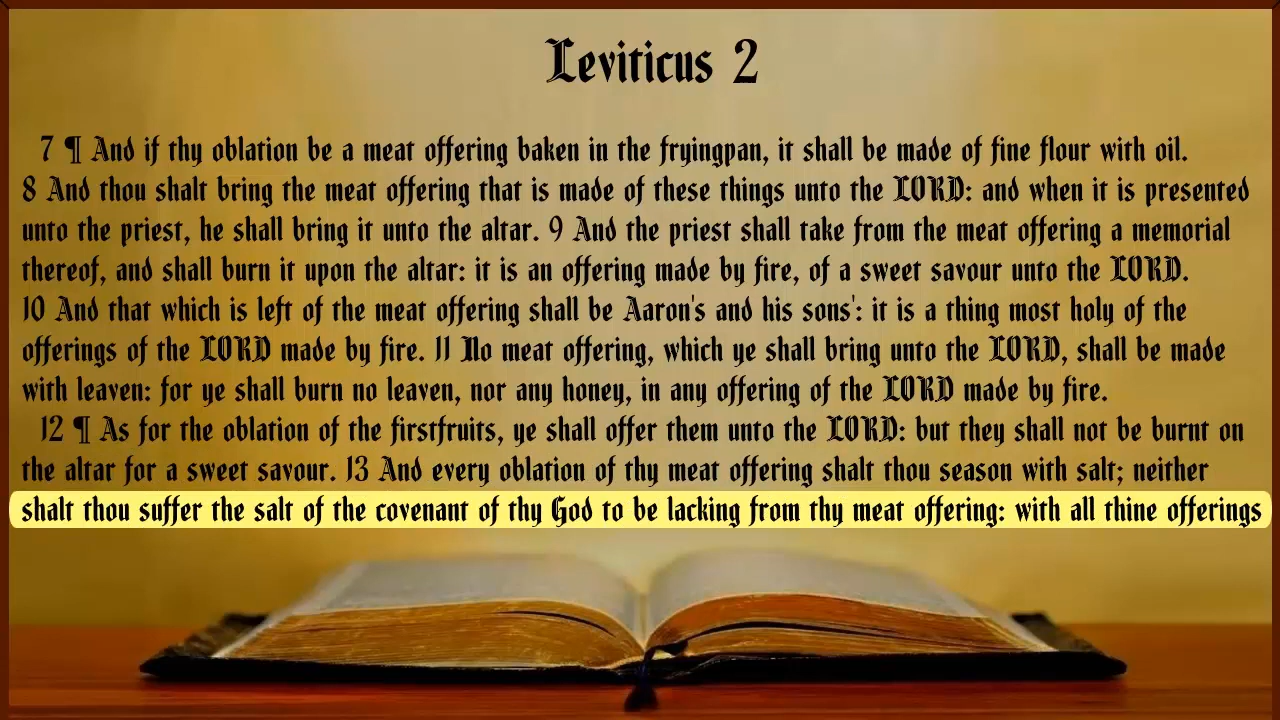 Leviticus 2
7 ¶ And if thy oblation be a meat offering baken in the fryingpan, it shall be made of fine flour with oil.
8 And thou shalt bring the meat offering that is made of these things unto the LORD: and when it is presented
unto the priest, he shall bring it unto the altar. 9 And the priest shall take from the meat offering a memorial
thereof, and shall burn it upon the altar: it is an offering made by fire, of a sweet savour unto the LORD.
10 And that which is left of the meat offering shall be Aaron's and his sons': it is a thing most holy of the
offerings of the LORD made by fire. 11 No meat offering, which ye shall bring unto the LORD, shall be made
with leaven: for ye shall burn no leaven, nor any honey, in any offering of the LORD made by fire.
12 ¶ As for the oblation of the firstfruits, ye shall offer them unto the LORD: but they shall not be burnt on
the altar for a sweet savour. 13 And every oblation of thy meat offering shalt thou season with salt; neither
shalt thou suffer the salt of the covenant of thy God to be lacking from thy meat offering: with all thine offerings